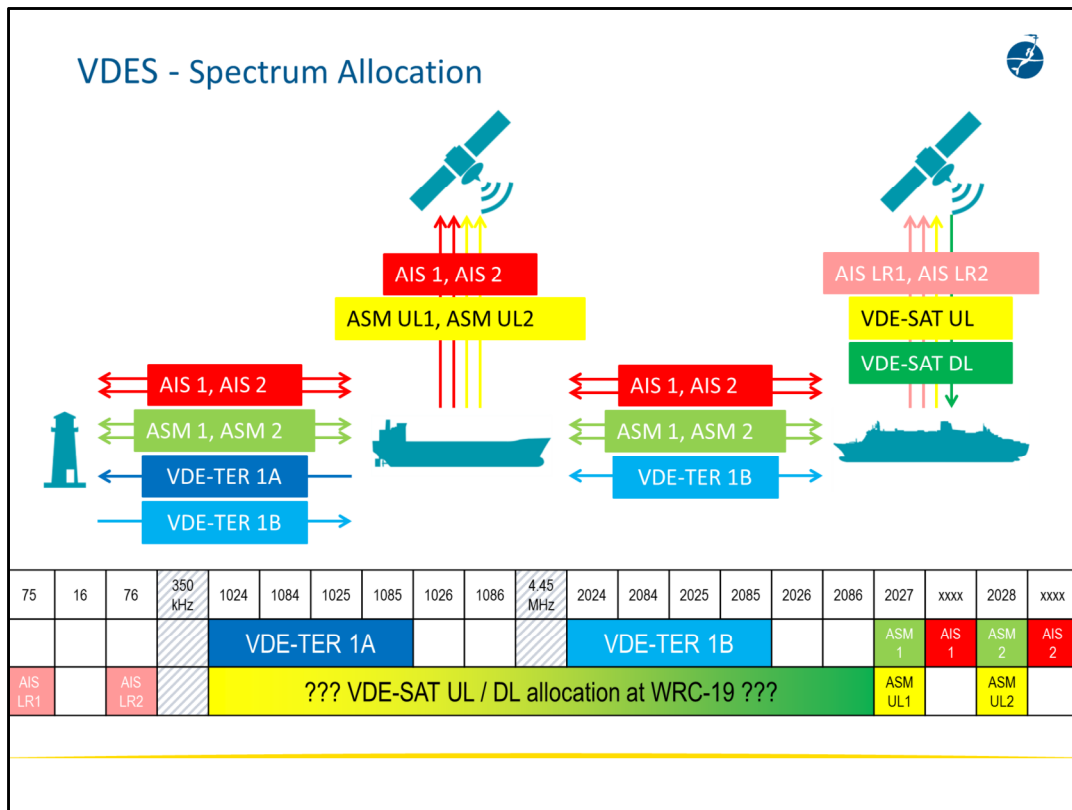 VDES - Spectrum Allocation
AIS 1, AIS 2
ASM UL1, ASM UL2
AIS LR1, AIS LR2
VDE-SAT UL
VDE-SAT DL
AIS 1, AIS 2
ASM 1, ASM 2
VDE-TER 1A
VDE-TER 1B
AIS 1, AIS 2
ASM 1, ASM 2
VDE-TER 1B
75 16 76 350 kHz 1024 1084 1025 1085 1026 1086 4.45 MHz 2024 2084 2025 2085 2026 2086 2027 xxxx 2028 xxxx
VDE-TER 1A VDE-TER 1B ASM 1 AIS 1 ASM 2 AIS 2
AIS LR1 AIS LR2 ??? VDE-SAT UL / DL allocation at WRC-19 ??? ASM UL1 ASM UL2